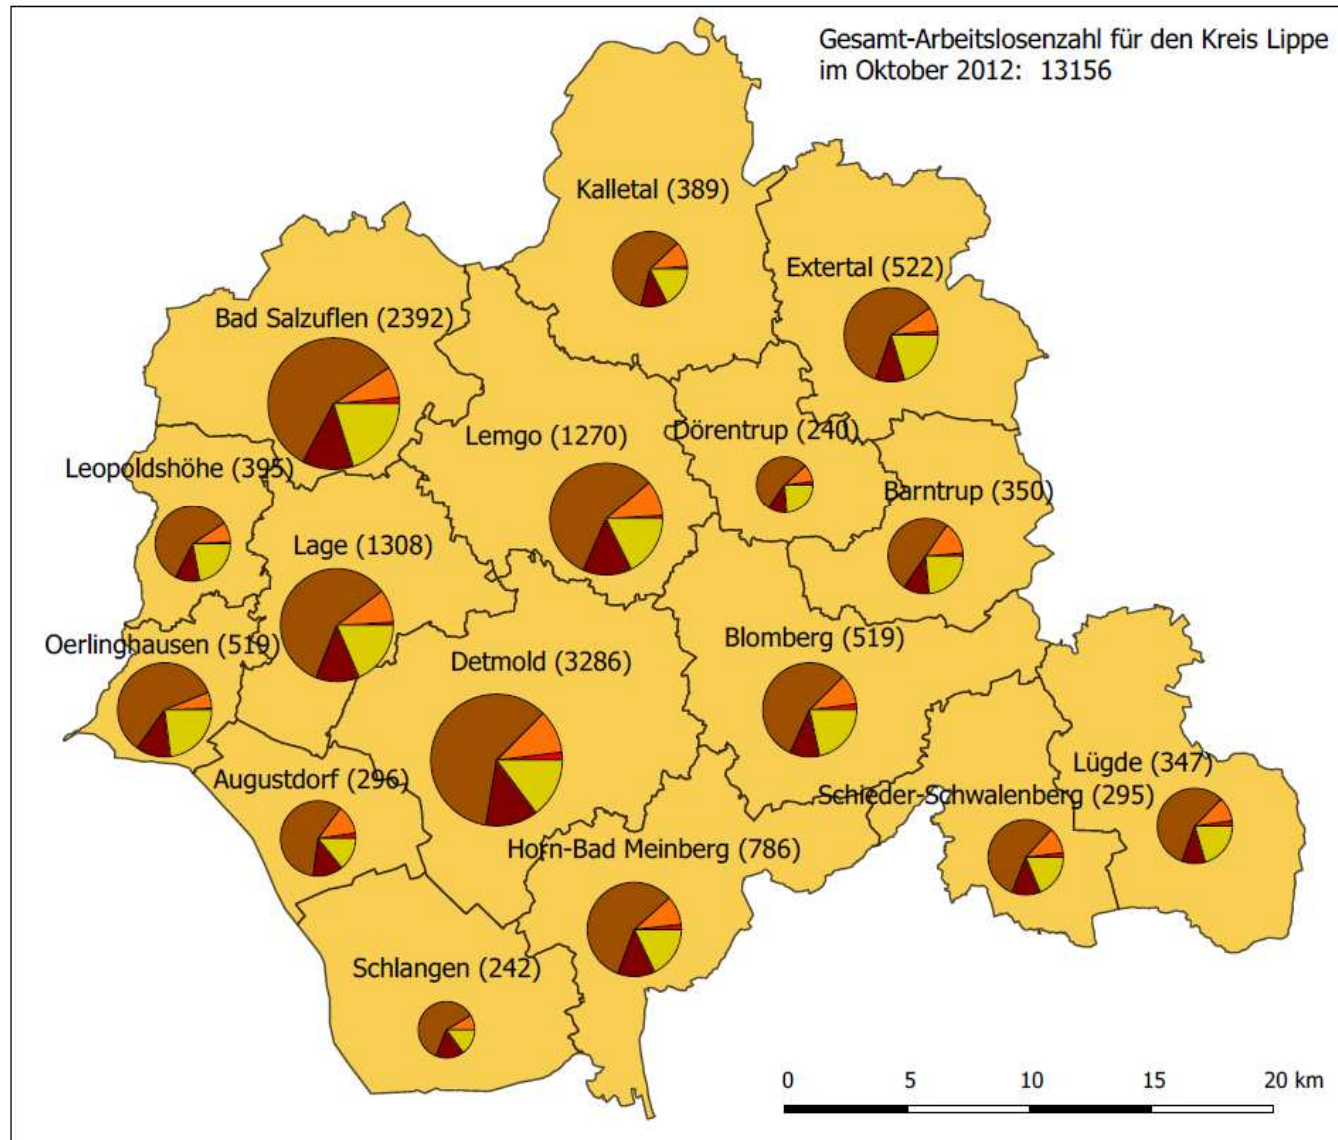 Gesamt-Arbeitslosenzahl für den Kreis Lippe
im Oktober 2012: 13156
Kalletal (389)
Extertal (522)
Bad Salzuflen (2392)
Lemgo (1270)
Dörentrup (240)
Leopoldshöhe (395)
Barntrup (350)
Lage (1308)
Oerlinghausen (519)
Detmold (3286)
Blomberg (519)
Augustdorf (296)
Lügde (347)
Schieder-Schwalenberg (295)
Horn-Bad Meinberg (786)
Schlangen (242)
0 5 10 15 20 km